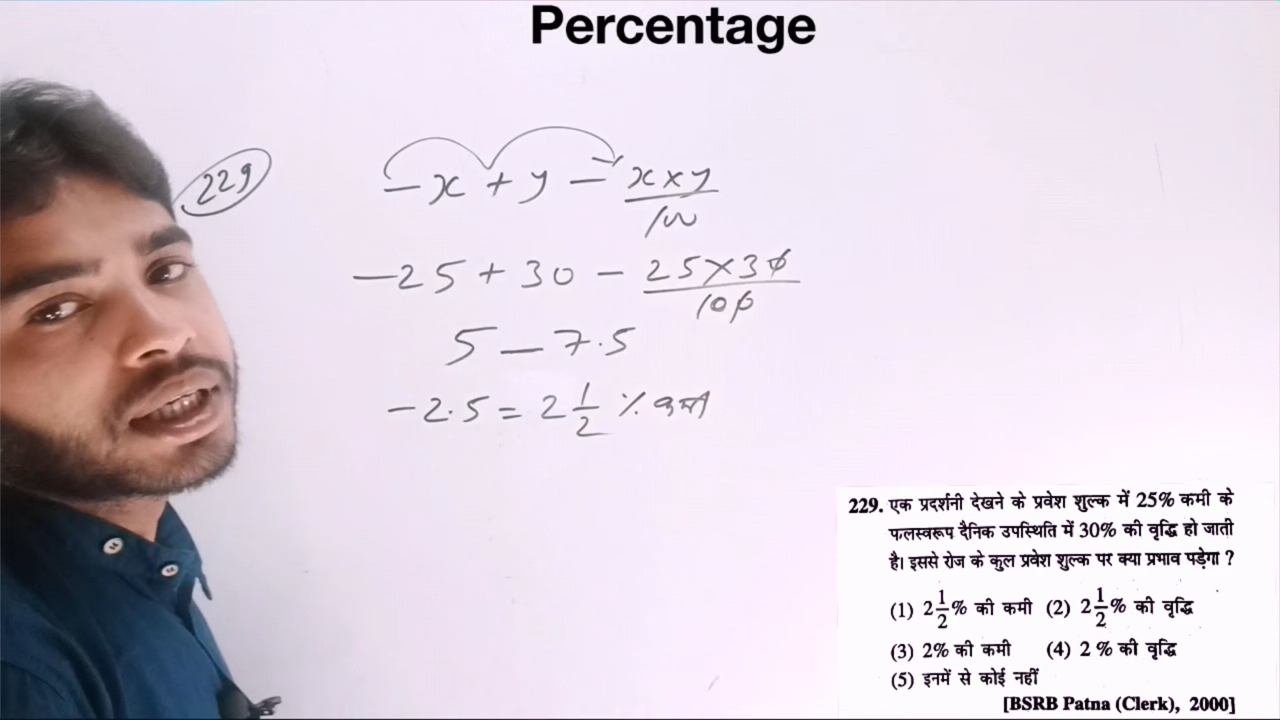 Percentage
229
-x + y - x×y/100
-25 + 30 - 25×30/100
5 - 7.5
-2.5 = 2 1/2 % कमी
229. एक प्रदर्शनी देखने के प्रवेश शुल्क में 25% कमी के
फलस्वरूप दैनिक उपस्थिति में 30% की वृद्धि हो जाती
है। इससे रोज के कुल प्रवेश शुल्क पर क्या प्रभाव पड़ेगा ?
(1) 2 1/2% की कमी (2) 2 1/2% की वृद्धि
(3) 2% की कमी (4) 2 % की वृद्धि
(5) इनमें से कोई नहीं
[BSRB Patna (Clerk), 2000]